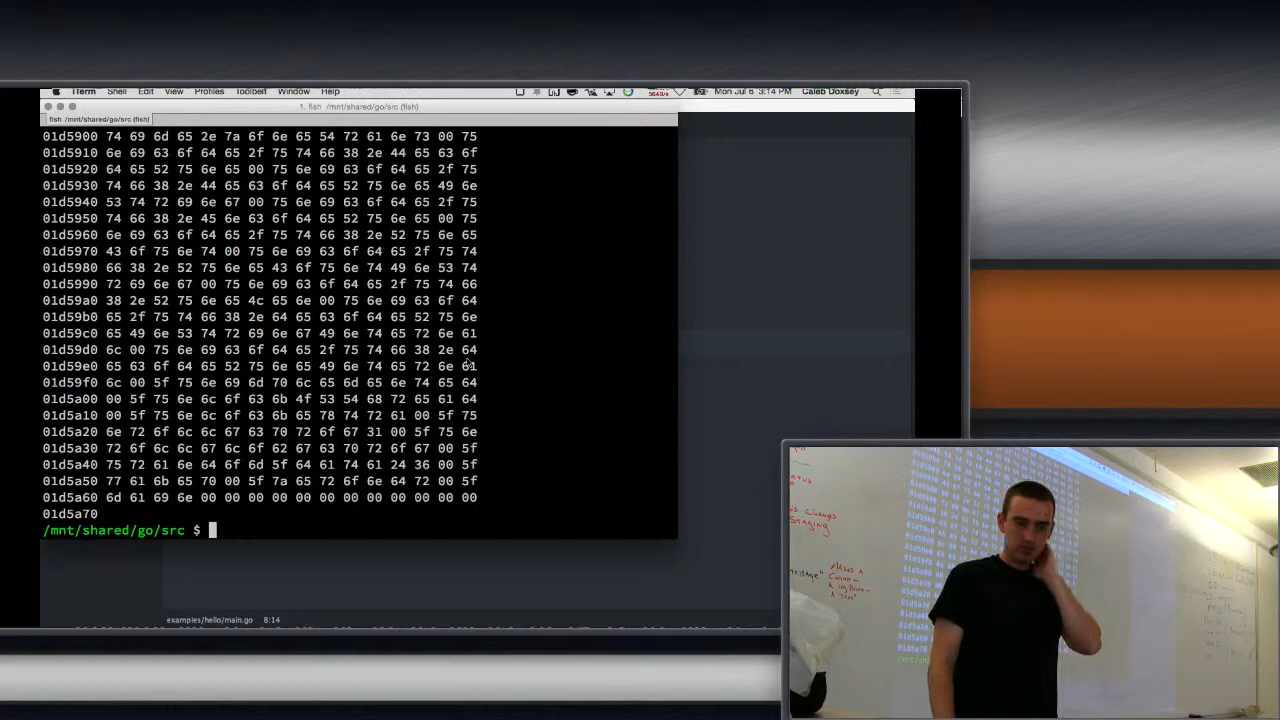 iTerm Shell Edit View Profiles Toolbelt Window Help Mon Jul 6 3:14 PM Caleb Doxsey
1. fish /mnt/shared/go/src (fish)
fish /mnt/shared/go/src (fish)
01d5900 74 69 6d 65 2e 7a 6f 6e 65 54 72 61 6e 73 00 75
01d5910 6e 69 63 6f 64 65 2f 75 74 66 38 2e 44 65 63 6f
01d5920 64 65 52 75 6e 65 00 75 6e 69 63 6f 64 65 2f 75
01d5930 74 66 38 2e 44 65 63 6f 64 65 52 75 6e 65 49 6e
01d5940 53 74 72 69 6e 67 00 75 6e 69 63 6f 64 65 2f 75
01d5950 74 66 38 2e 45 6e 63 6f 64 65 52 75 6e 65 00 75
01d5960 6e 69 63 6f 64 65 2f 75 74 66 38 2e 52 75 6e 65
01d5970 43 6f 75 6e 74 00 75 6e 69 63 6f 64 65 2f 75 74
01d5980 66 38 2e 52 75 6e 65 43 6f 75 6e 74 49 6e 53 74
01d5990 72 69 6e 67 00 75 6e 69 63 6f 64 65 2f 75 74 66
01d59a0 38 2e 52 75 6e 65 4c 65 6e 00 75 6e 69 63 6f 64
01d59b0 65 2f 75 74 66 38 2e 64 65 63 6f 64 65 52 75 6e
01d59c0 65 49 6e 53 74 72 69 6e 67 49 6e 74 65 72 6e 61
01d59d0 6c 00 75 6e 69 63 6f 64 65 2f 75 74 66 38 2e 64
01d59e0 65 63 6f 64 65 52 75 6e 65 49 6e 74 65 72 6e 61
01d59f0 6c 00 5f 75 6e 69 6d 70 6c 65 6d 65 6e 74 65 64
01d5a00 00 5f 75 6e 6c 6f 63 6b 4f 53 54 68 72 65 61 64
01d5a10 00 5f 75 6e 6c 6f 63 6b 65 78 74 72 61 00 5f 75
01d5a20 6e 72 6f 6c 6c 67 63 70 72 6f 67 31 00 5f 75 6e
01d5a30 72 6f 6c 6c 67 6c 6f 62 67 63 70 72 6f 67 00 5f
01d5a40 75 72 61 6e 64 6f 6d 5f 64 61 74 61 24 36 00 5f
01d5a50 77 61 6b 65 70 00 5f 7a 65 72 6f 6e 64 72 00 5f
01d5a60 6d 61 69 6e 00 00 00 00 00 00 00 00 00 00 00 00
01d5a70
/mnt/shared/go/src $
examples/hello/main.go 8:14
CHANGES
STAGING
MAKES A